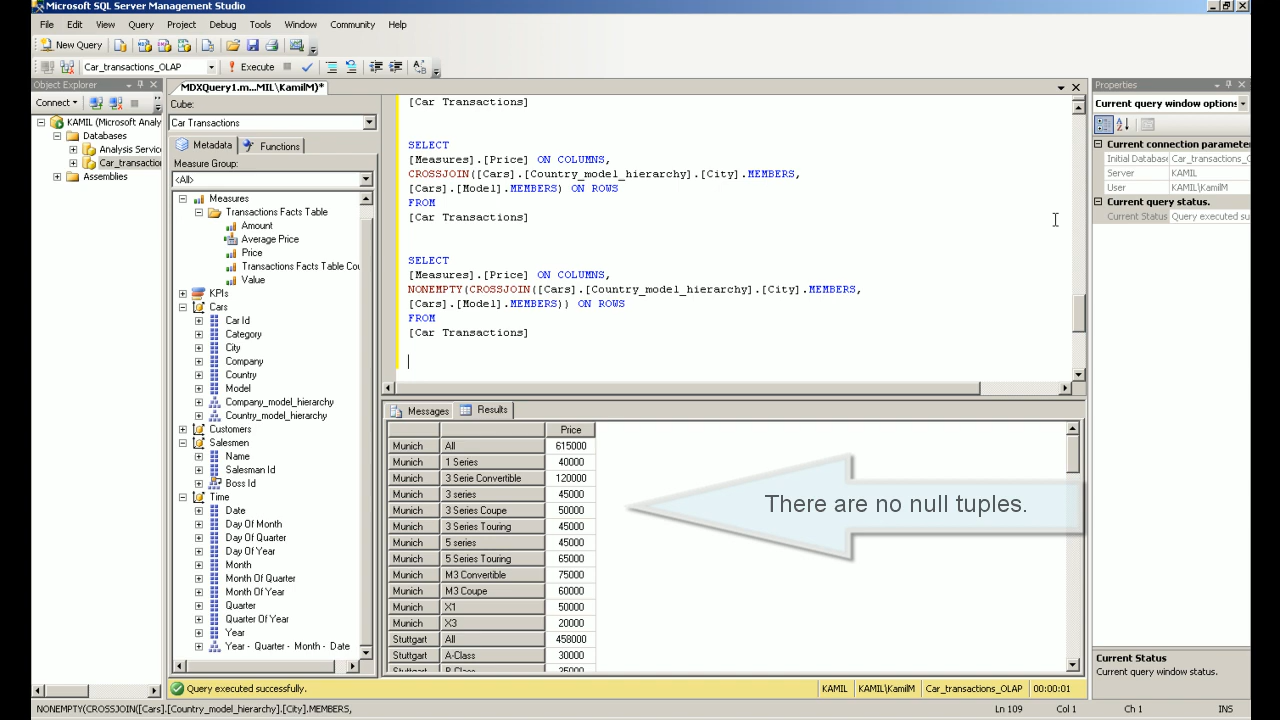 Microsoft SQL Server Management Studio
File Edit View Query Project Debug Tools Window Community Help
New Query
Car_transactions_OLAP Execute
Object Explorer
Connect
KAMIL (Microsoft Analy
Databases
Analysis Servic
Car_transactio
Assemblies
MDXQuery1.m...MIL\KamilM)*
Cube:
Car Transactions
Metadata Functions
Measure Group:
<All>
Measures
Transactions Facts Table
Amount
Average Price
Price
Transactions Facts Table Cou
Value
KPIs
Cars
Car Id
Category
City
Company
Country
Model
Company_model_hierarchy
Country_model_hierarchy
Customers
Salesmen
Name
Salesman Id
Boss Id
Time
Date
Day Of Month
Day Of Quarter
Day Of Year
Month
Month Of Quarter
Month Of Year
Quarter
Quarter Of Year
Year
Year - Quarter - Month - Date
[Car Transactions]
SELECT
[Measures].[Price] ON COLUMNS,
CROSSJOIN([Cars].[Country_model_hierarchy].[City].MEMBERS,
[Cars].[Model].MEMBERS) ON ROWS
FROM
[Car Transactions]
SELECT
[Measures].[Price] ON COLUMNS,
NONEMPTY(CROSSJOIN([Cars].[Country_model_hierarchy].[City].MEMBERS,
[Cars].[Model].MEMBERS)) ON ROWS
FROM
[Car Transactions]
Messages Results
Price
Munich All 615000
Munich 1 Series 40000
Munich 3 Serie Convertible 120000
Munich 3 series 45000
Munich 3 Series Coupe 50000
Munich 3 Series Touring 45000
Munich 5 series 45000
Munich 5 Series Touring 65000
Munich M3 Convertible 75000
Munich M3 Coupe 60000
Munich X1 50000
Munich X3 20000
Stuttgart All 458000
Stuttgart A-Class 30000
Stuttgart B-Class 35000
There are no null tuples.
Properties
Current query window options
Current connection parameter
Initial Database Car_transactions_O
Server KAMIL
User KAMIL\KamilM
Current query status.
Current Status Query executed su
Current Status
Current query window status.
Query executed successfully. KAMIL KAMIL\KamilM Car_transactions_OLAP 00:00:01
NONEMPTY(CROSSJOIN([Cars].[Country_model_hierarchy].[City].MEMBERS, Ln 109 Col 1 Ch 1 INS